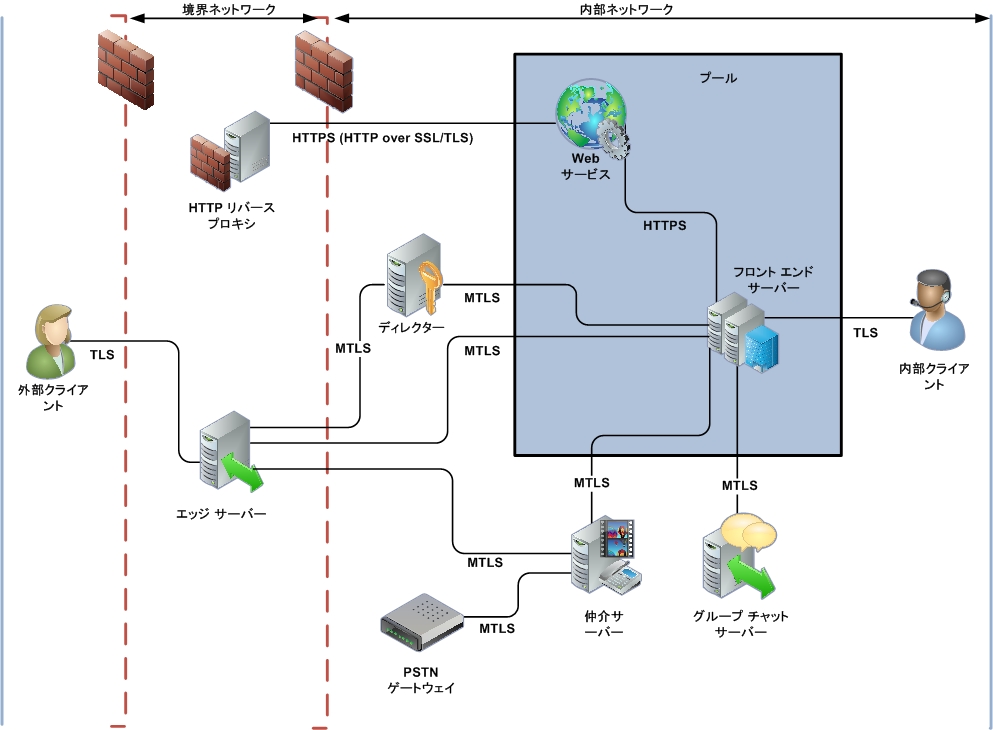 境界ネットワーク
内部ネットワーク
プール
HTTPS (HTTP over SSL/TLS)
Web
サービス
HTTP リバース
プロキシ
HTTPS
フロント エンド
サーバー
MTLS
ディレクター
TLS
MTLS
MTLS
TLS
外部クライア
ント
内部クライア
ント
MTLS
MTLS
エッジ サーバー
MTLS
仲介サ
ーバー
グループ チャット
サーバー
MTLS
PSTN
ゲートウェイ